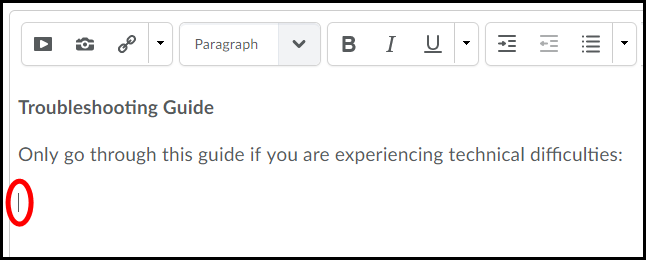 Paragraph B I U
Troubleshooting Guide
Only go through this guide if you are experiencing technical difficulties: